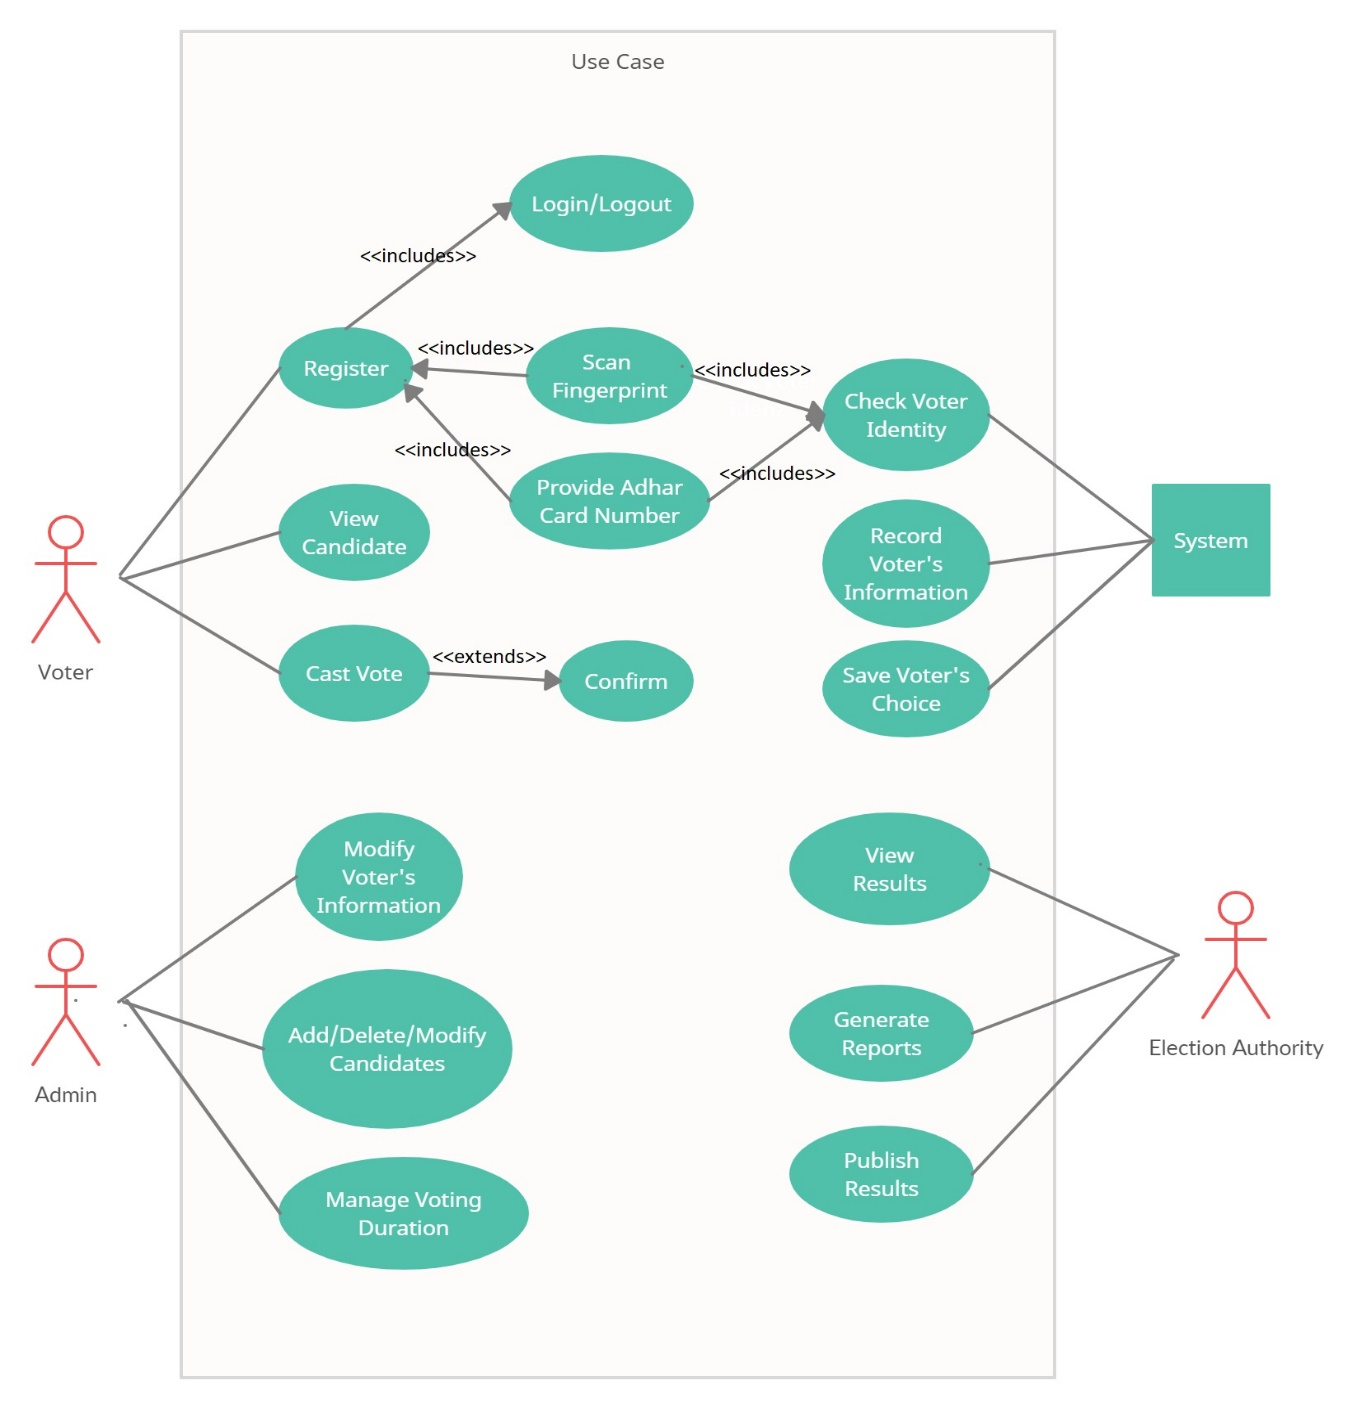 Use Case
Login/Logout
<<includes>>
Register
<<includes>>
Scan
Fingerprint
<<includes>>
Check Voter
Identity
<<includes>>
Provide Adhar
Card Number
<<includes>>
View
Candidate
Record
Voter's
Information
System
Voter
Cast Vote
<<extends>>
Confirm
Save Voter's
Choice
Modify
Voter's
Information
View
Results
Admin
Add/Delete/Modify
Candidates
Generate
Reports
Election Authority
Manage Voting
Duration
Publish
Results